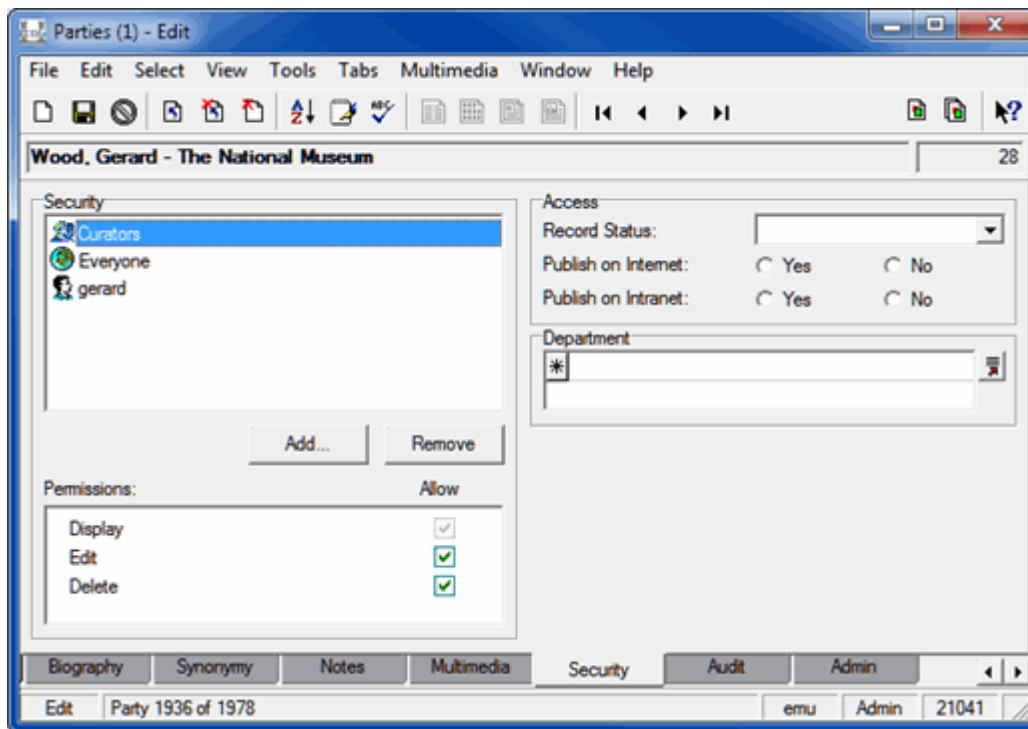 Parties (1) - Edit
File Edit Select View Tools Tabs Multimedia Window Help
Wood, Gerard - The National Museum 28
Security
Curators
Everyone
gerard
Add... Remove
Permissions: Allow
Display
Edit
Delete
Access
Record Status:
Publish on Internet: Yes No
Publish on Intranet: Yes No
Department
Biography Synonymy Notes Multimedia Security Audit Admin
Edit Party 1936 of 1978 emu Admin 21041